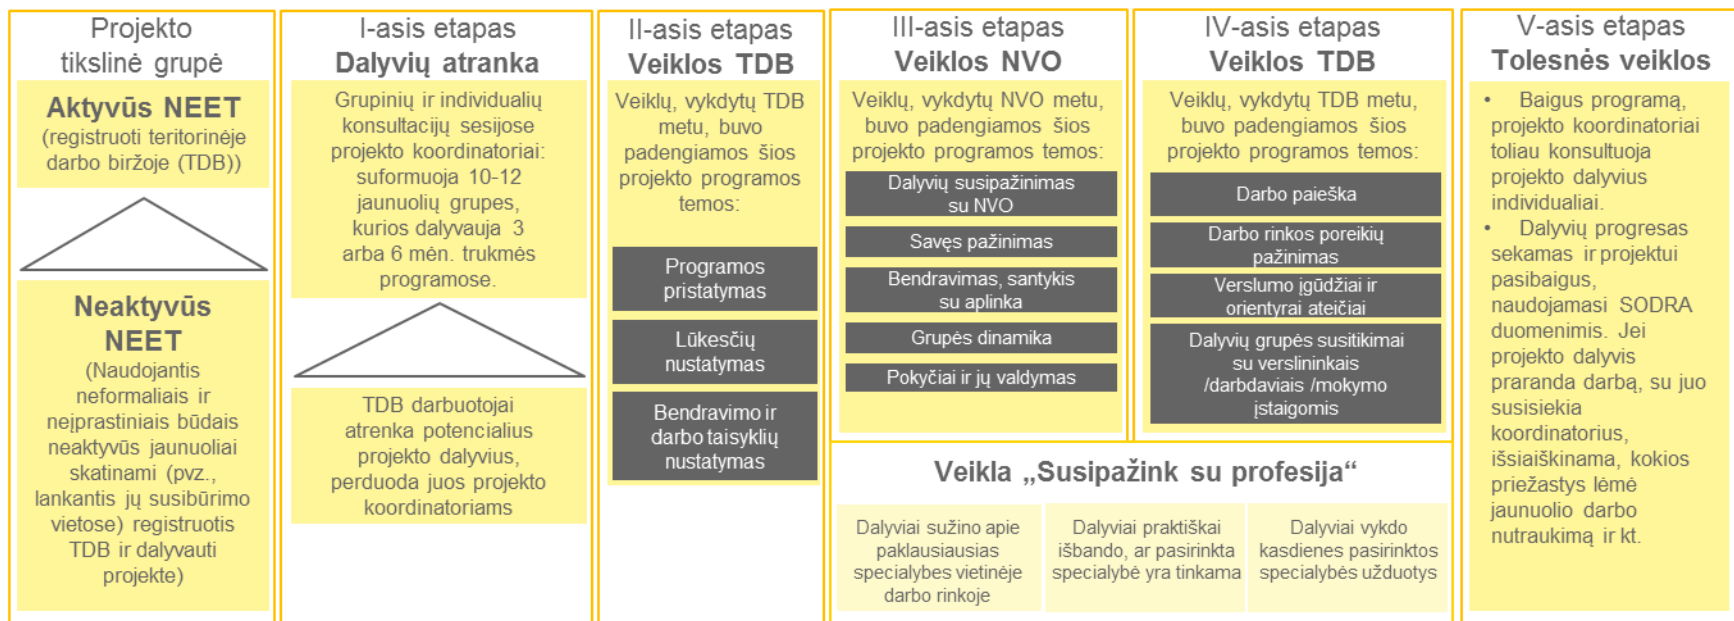 Projekto
tikslinė grupė
Aktyvūs NEET
(registruoti teritorinėje
darbo biržoje (TDB))
Neaktyvūs
NEET
(Naudojantis
neformaliais ir
neįprastiniais būdais
neaktyvūs jaunuoliai
skatinami (pvz.,
lankantis jų susibūrimo
vietose) registruotis
TDB ir dalyvauti
projekte)
I-asis etapas
Dalyvių atranka
Grupinių ir individualių
konsultacijų sesijose
projekto koordinatoriai:
suformuoja 10-12
jaunuolių grupes,
kurios dalyvauja 3
arba 6 mėn. trukmės
programose.
TDB darbuotojai
atrenka potencialius
projekto dalyvius,
perduoda juos projekto
koordinatoriams
II-asis etapas
Veiklos TDB
Veiklų, vykdytų TDB
metu, buvo
padengiamos šios
projekto programos
temos:
Programos
pristatymas
Lūkesčių
nustatymas
Bendravimo ir
darbo taisyklių
nustatymas
III-asis etapas
Veiklos NVO
Veiklų, vykdytų NVO metu,
buvo padengiamos šios
projekto programos temos:
Dalyvių susipažinimas
su NVO
Savęs pažinimas
Bendravimas, santykis
su aplinka
Grupės dinamika
Pokyčiai ir jų valdymas
IV-asis etapas
Veiklos TDB
Veiklų, vykdytų TDB metu,
buvo padengiamos šios
projekto programos temos:
Darbo paieška
Darbo rinkos poreikių
pažinimas
Verslumo įgūdžiai ir
orientyrai ateičiai
Dalyvių grupės susitikimai
su verslininkais
/darbdaviais /mokymo
įstaigomis
Veikla „Susipažink su profesija“
Dalyviai sužino apie
paklausiausias
specialybes vietinėje
darbo rinkoje
Dalyviai praktiškai
išbando, ar pasirinkta
specialybė yra tinkama
Dalyviai vykdo
kasdienes pasirinktos
specialybės užduotys
V-asis etapas
Tolesnės veiklos
• Baigus programą,
projekto koordinatoriai
toliau konsultuoja
projekto dalyvius
individualiai.
• Dalyvių progresas
sekamas ir projektui
pasibaigus,
naudojamasi SODRA
duomenimis. Jei
projekto dalyvis
praranda darbą, su juo
susisiekia
koordinatorius,
išsiaiškinama, kokios
priežastys lėmė
jaunuolio darbo
nutraukimą ir kt.